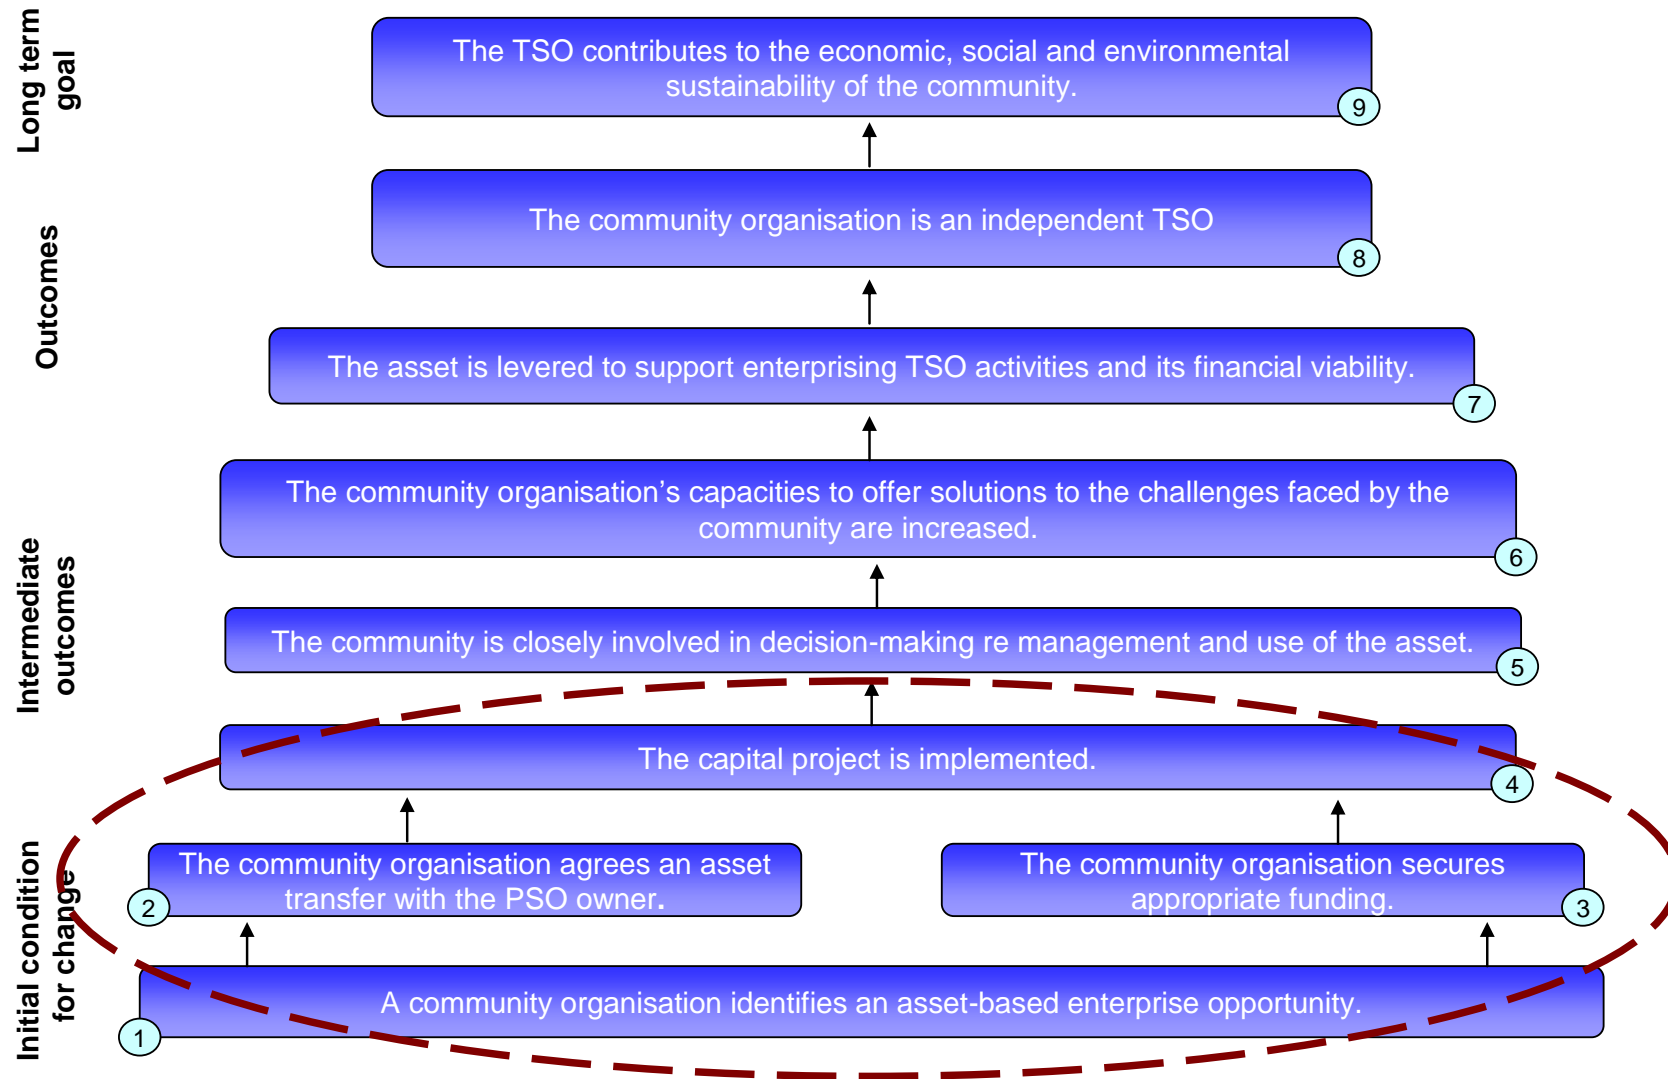 Long term
goal
The TSO contributes to the economic, social and environmental
sustainability of the community.
9
Outcomes
The community organisation is an independent TSO
8
The asset is levered to support enterprising TSO activities and its financial viability.
7
Intermediate
outcomes
The community organisation’s capacities to offer solutions to the challenges faced by the
community are increased.
6
The community is closely involved in decision-making re management and use of the asset.
5
The capital project is implemented.
4
Initial condition
for change
The community organisation agrees an asset
transfer with the PSO owner.
2
The community organisation secures
appropriate funding.
3
A community organisation identifies an asset-based enterprise opportunity.
1